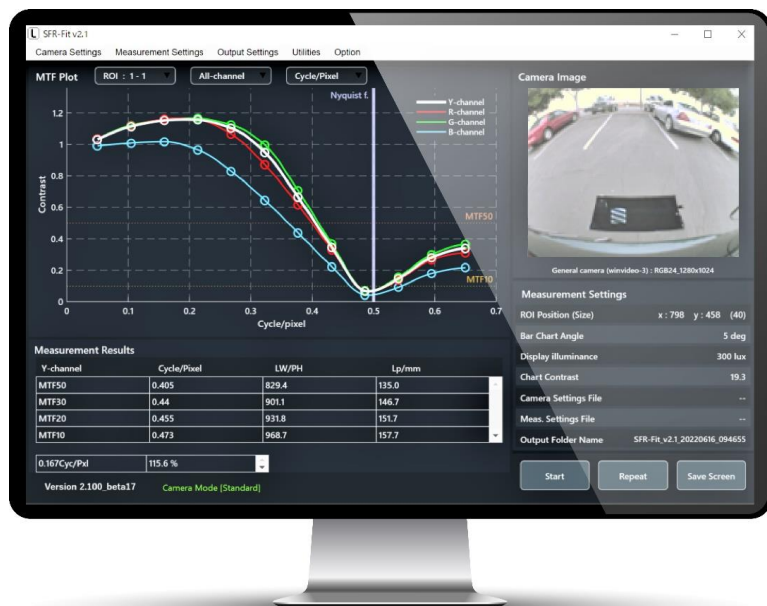 SFR-Fit v2.1
Camera Settings Measurement Settings Output Settings Utilities Option
MTF Plot ROI : 1 - 1 All-channel Cycle/Pixel
Nyquist f.
Y-channel
R-channel
G-channel
B-channel
1.2
1
0.8
0.6
0.4
0.2
0
Contrast
MTF50
MTF10
0 0.1 0.2 0.3 0.4 0.5 0.6 0.7
Cycle/pixel
Camera Image
General camera (winvideo-3) : RGB24_1280x1024
Measurement Settings
ROI Position (Size) x : 798 y : 458 (40)
Bar Chart Angle 5 deg
Display illuminance 300 lux
Chart Contrast 19.3
Camera Settings File --
Meas. Settings File --
Output Folder Name SFR-Fit_v2.1_20220616_094655
Start Repeat Save Screen
Measurement Results
Y-channel Cycle/Pixel LW/PH Lp/mm
MTF50 0.405 829.4 135.0
MTF30 0.44 901.1 146.7
MTF20 0.455 931.8 151.7
MTF10 0.473 968.7 157.7
0.167Cyc/Pxl 115.6 %
Version 2.100_beta17 Camera Mode [Standard]